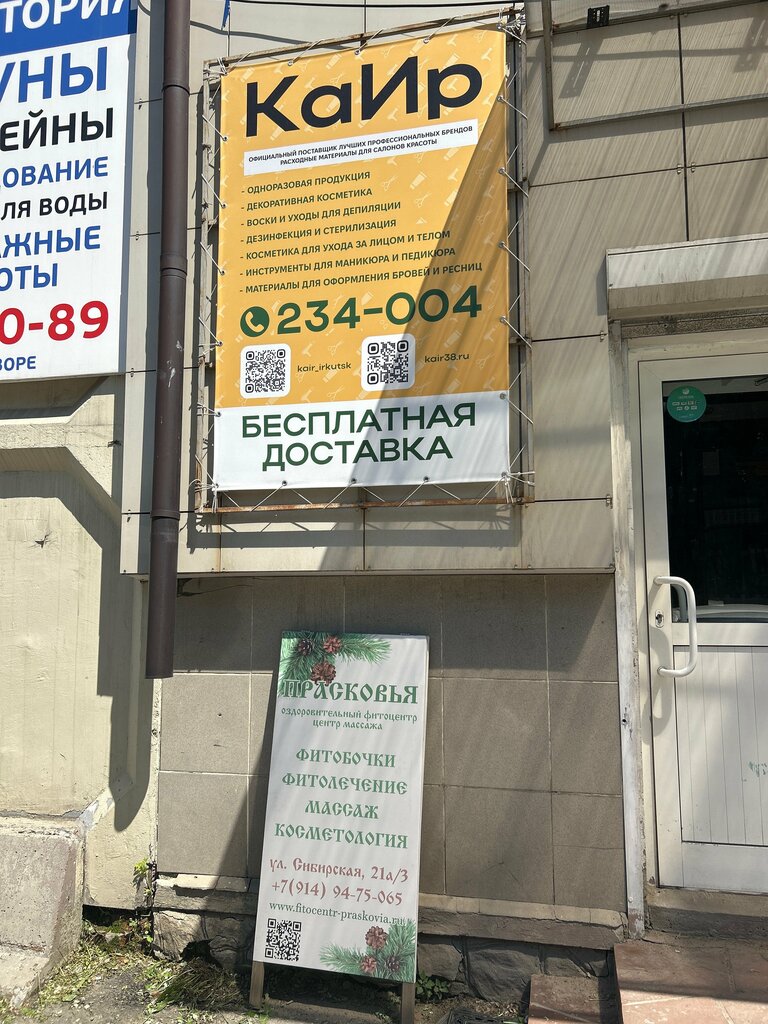 КаИр
ОФИЦИАЛЬНЫЙ ПОСТАВЩИК ЛУЧШИХ ПРОФЕССИОНАЛЬНЫХ БРЕНДОВ
РАСХОДНЫЕ МАТЕРИАЛЫ ДЛЯ САЛОНОВ КРАСОТЫ
- ОДНОРАЗОВАЯ ПРОДУКЦИЯ
- ДЕКОРАТИВНАЯ КОСМЕТИКА
- ВОСКИ И УХОДЫ ДЛЯ ДЕПИЛЯЦИИ
- ДЕЗИНФЕКЦИЯ И СТЕРИЛИЗАЦИЯ
- КОСМЕТИКА ДЛЯ УХОДА ЗА ЛИЦОМ И ТЕЛОМ
- ИНСТРУМЕНТЫ ДЛЯ МАНИКЮРА И ПЕДИКЮРА
- МАТЕРИАЛЫ ДЛЯ ОФОРМЛЕНИЯ БРОВЕЙ И РЕСНИЦ
234-004
kair_irkutsk
kair38.ru
БЕСПЛАТНАЯ
ДОСТАВКА
ТОРИЯ
УНЫ
ЕЙНЫ
ОВАНИЕ
ЛЯ ВОДЫ
АЖНЫЕ
ОТЫ
0-89
ВОРЕ
ПРАСКОВЬЯ
оздоровительный фитоцентр
центр массажа
ФИТОБОЧКИ
ФИТОЛЕЧЕНИЕ
МАССАЖ
КОСМЕТОЛОГИЯ
ул. Сибирская, 21а/3
+7(914) 94-75-065
www.fitocentr-praskovia.ru